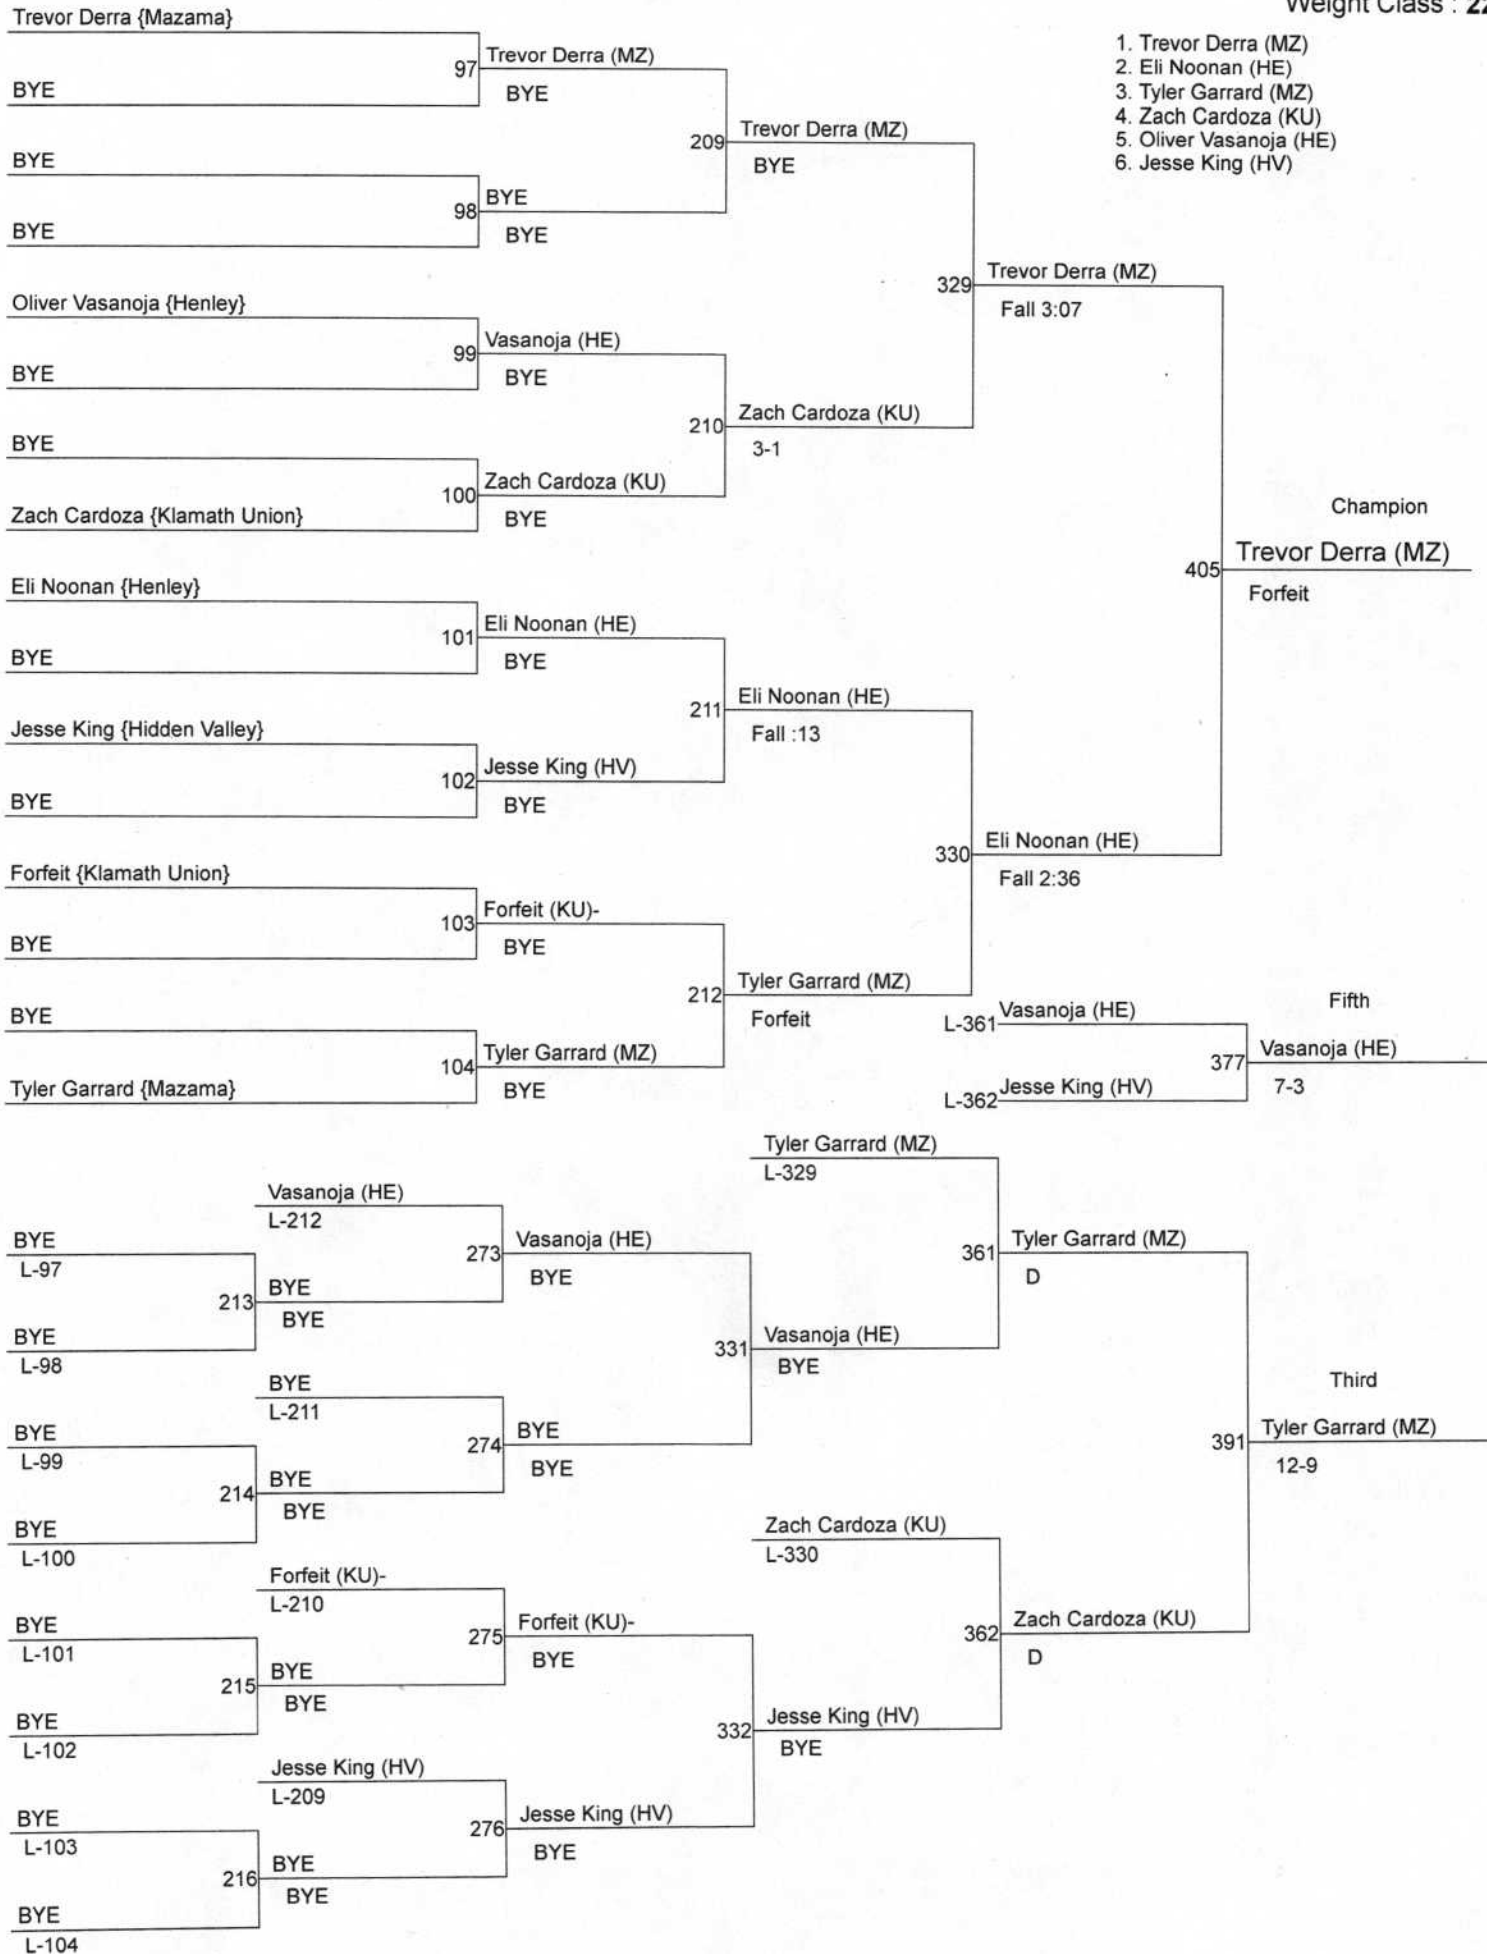 Weight Class : 22
1. Trevor Derra (MZ)
2. Eli Noonan (HE)
3. Tyler Garrard (MZ)
4. Zach Cardoza (KU)
5. Oliver Vasanoja (HE)
6. Jesse King (HV)
Trevor Derra {Mazama}
97
Trevor Derra (MZ)
BYE
BYE
209
Trevor Derra (MZ)
BYE
BYE
98
BYE
BYE
BYE
329
Trevor Derra (MZ)
Fall 3:07
Oliver Vasanoja {Henley}
99
Vasanoja (HE)
BYE
BYE
210
Zach Cardoza (KU)
3-1
BYE
100
Zach Cardoza (KU)
BYE
Zach Cardoza {Klamath Union}
Champion
405
Trevor Derra (MZ)
Forfeit
Eli Noonan {Henley}
101
Eli Noonan (HE)
BYE
BYE
211
Eli Noonan (HE)
Fall :13
Jesse King {Hidden Valley}
102
Jesse King (HV)
BYE
BYE
330
Eli Noonan (HE)
Fall 2:36
Forfeit {Klamath Union}
103
Forfeit (KU)-
BYE
BYE
212
Tyler Garrard (MZ)
Forfeit
BYE
104
Tyler Garrard (MZ)
BYE
Tyler Garrard {Mazama}
Fifth
L-361
Vasanoja (HE)
377
Vasanoja (HE)
7-3
L-362
Jesse King (HV)
Tyler Garrard (MZ)
L-329
Vasanoja (HE)
L-212
BYE
L-97
273
Vasanoja (HE)
BYE
361
Tyler Garrard (MZ)
D
213
BYE
BYE
BYE
L-98
331
Vasanoja (HE)
BYE
BYE
L-211
Third
BYE
L-99
274
BYE
BYE
391
Tyler Garrard (MZ)
12-9
214
BYE
BYE
BYE
L-100
Zach Cardoza (KU)
L-330
Forfeit (KU)-
L-210
BYE
L-101
275
Forfeit (KU)-
BYE
362
Zach Cardoza (KU)
D
215
BYE
BYE
BYE
L-102
332
Jesse King (HV)
BYE
Jesse King (HV)
L-209
BYE
L-103
276
Jesse King (HV)
BYE
216
BYE
BYE
BYE
L-104